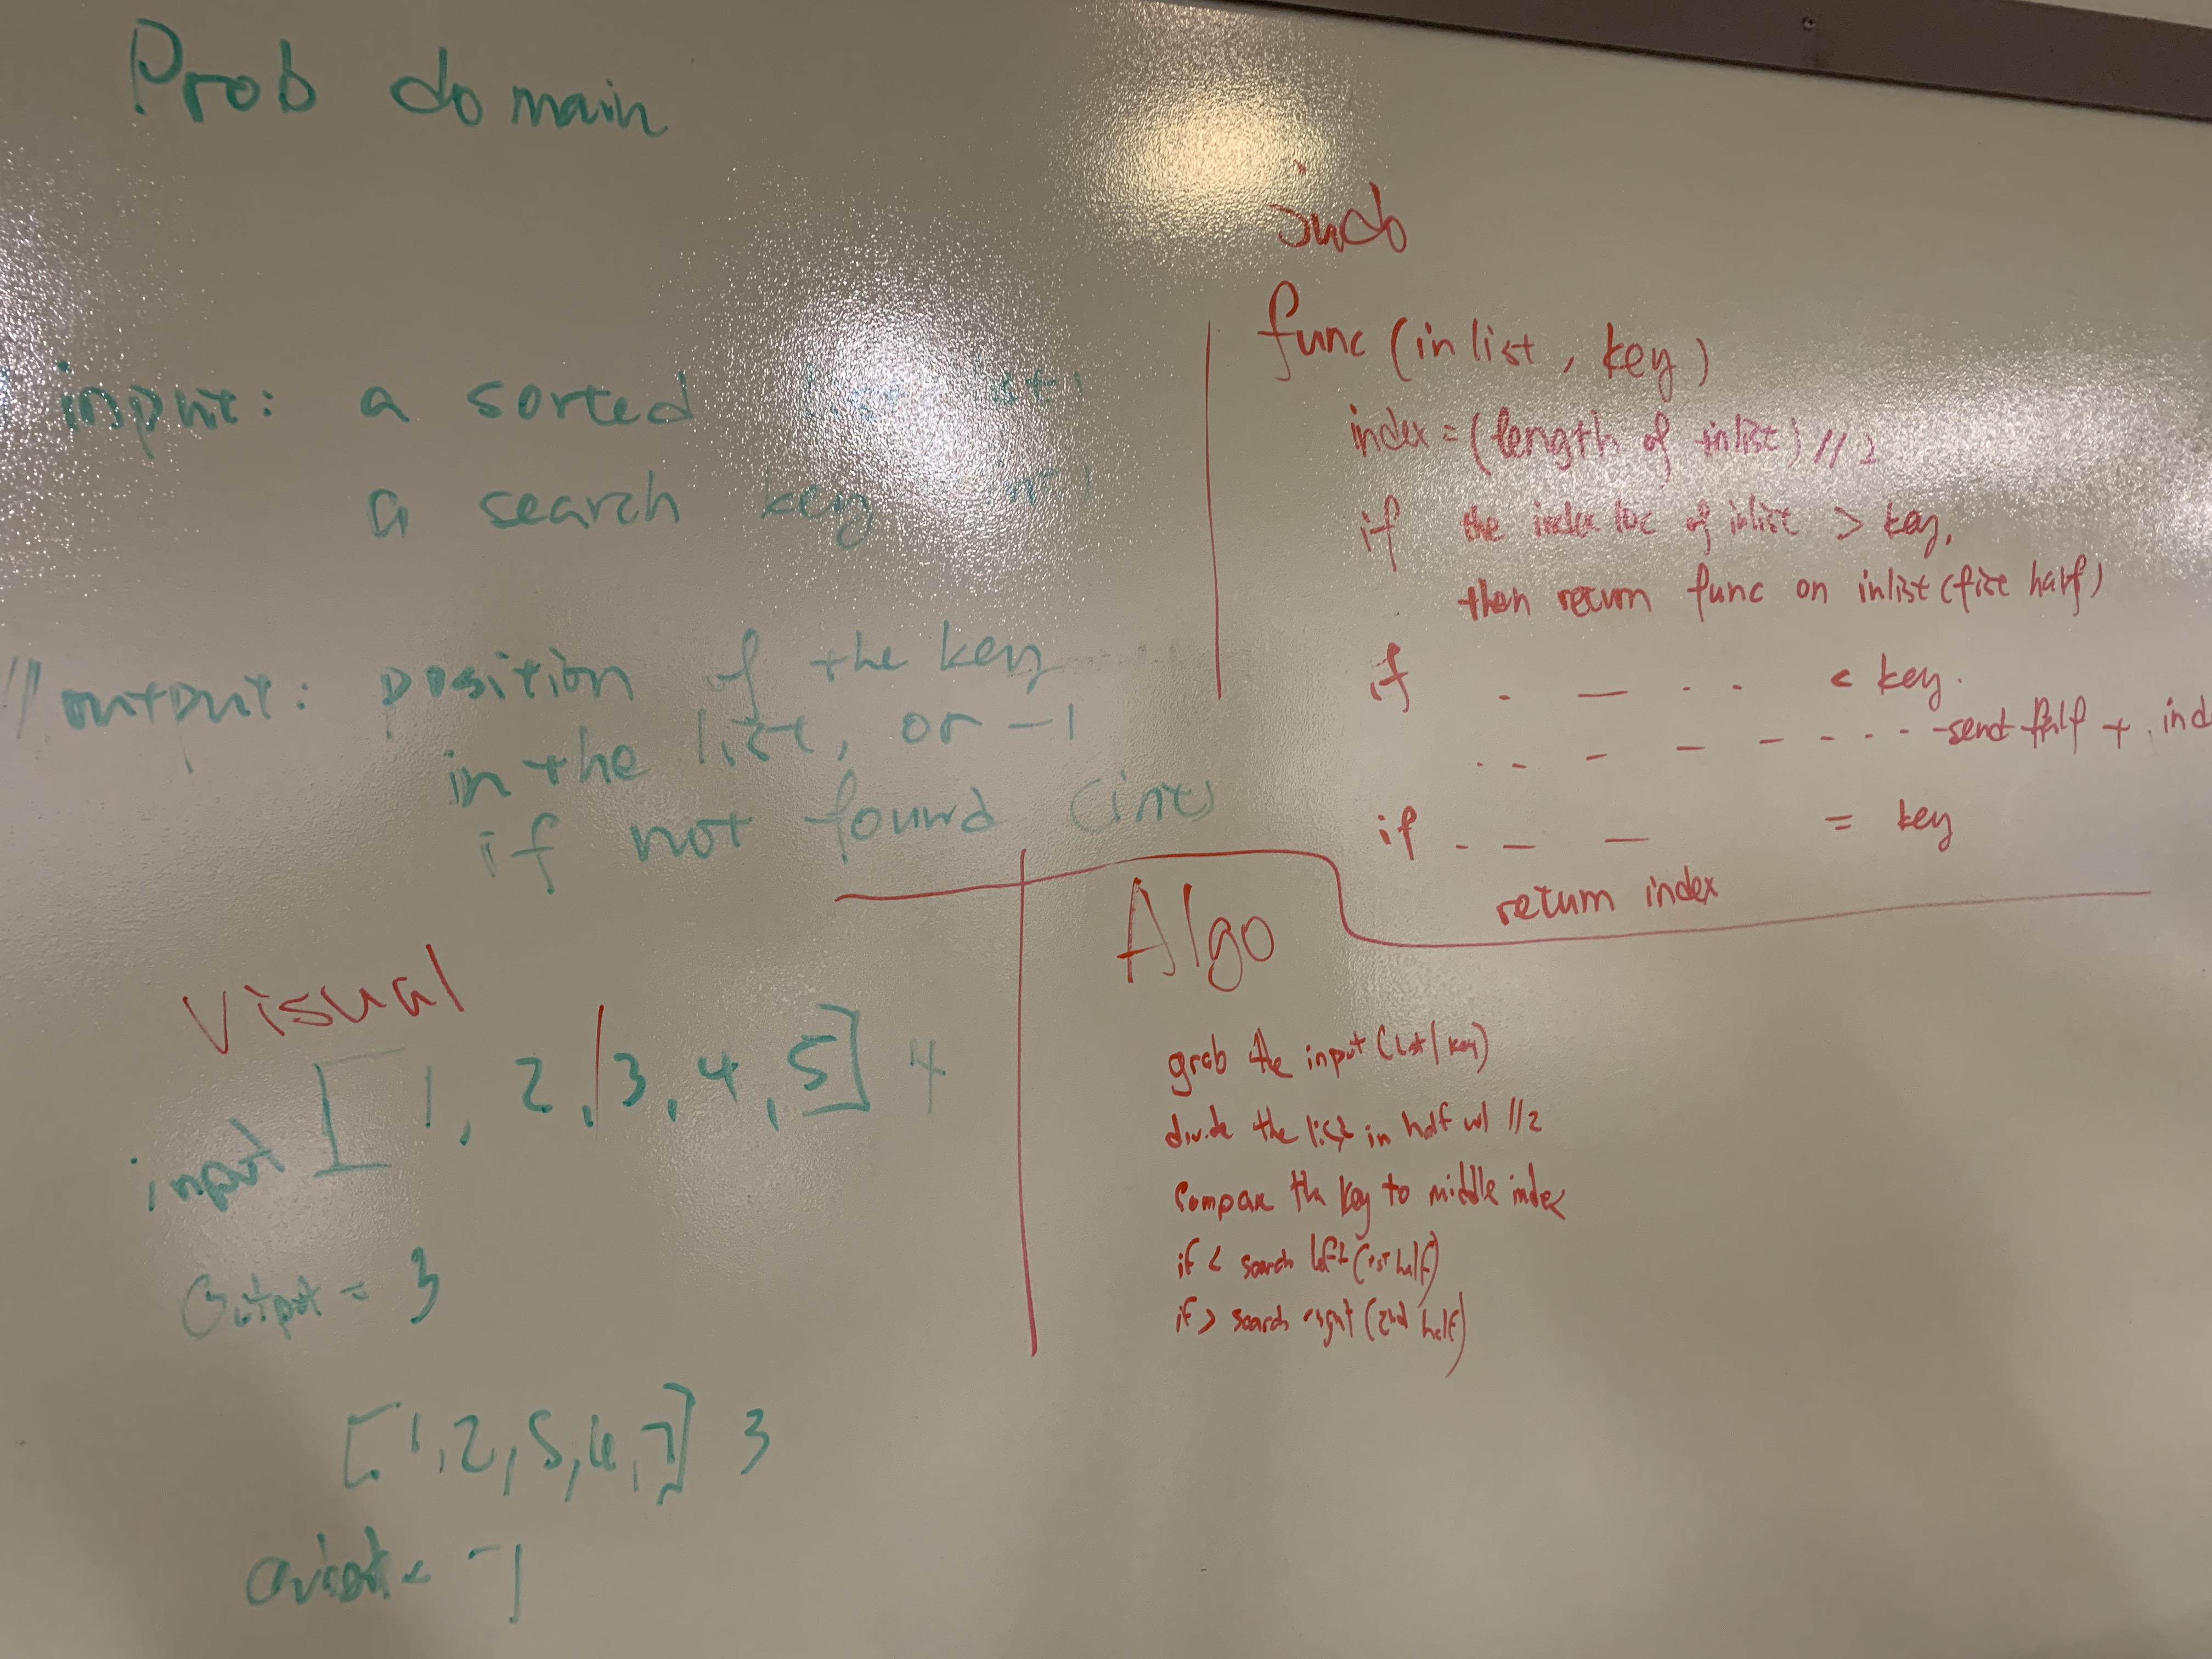 Prob domain
input: a sorted
a search key
// output: position of the key
in the list, or -1
if not found (int)
judo
func (inlist, key)
index = (length of inlist) // 2
if the index loc of inlist > key,
then return func on inlist (fist half)
if . — . . < key.
. . - — — - . . . send half + ind
if - — — = key
return index
Visual
input [1, 2,|3, 4, 5] 4
Output = 3
[1,2,5,6,7] 3
= -1
Algo
grab the input (list/key)
divide the list in half w/ //2
Compare the key to middle index
if < search left (1st half)
if > search right (2nd half)